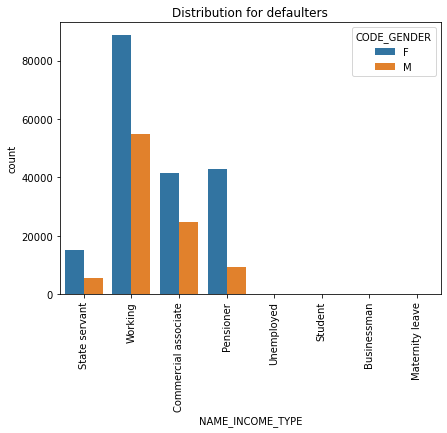 Distribution for defaulters
CODE_GENDER
F
M
count
80000
60000
40000
20000
0
State servant
Working
Commercial associate
Pensioner
Unemployed
Student
Businessman
Maternity leave
NAME_INCOME_TYPE